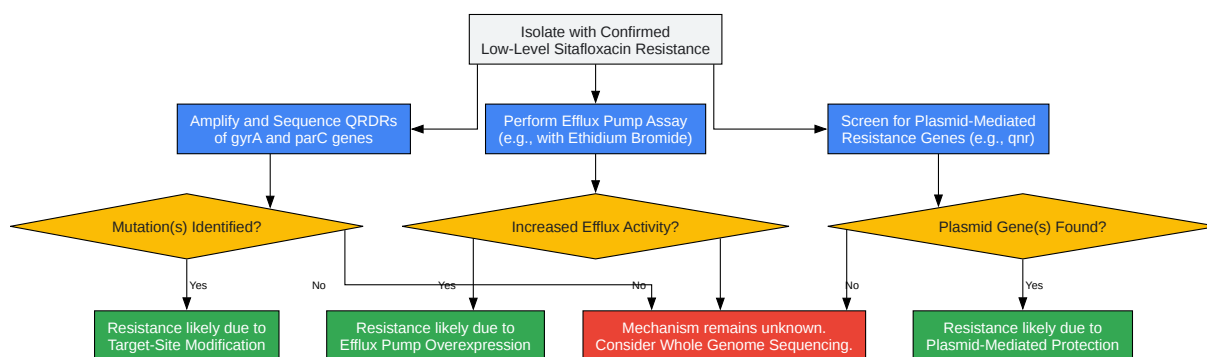 Isolate with Confirmed
Low-Level Sitafloxacin Resistance
Amplify and Sequence QRDRs
of gyrA and parC genes
Perform Efflux Pump Assay
(e.g., with Ethidium Bromide)
Screen for Plasmid-Mediated
Resistance Genes (e.g., qnr)
Mutation(s) Identified?
Increased Efflux Activity?
Plasmid Gene(s) Found?
Yes
No
Yes
No
No
Yes
Resistance likely due to
Target-Site Modification
Resistance likely due to
Efflux Pump Overexpression
Mechanism remains unknown.
Consider Whole Genome Sequencing.
Resistance likely due to
Plasmid-Mediated Protection